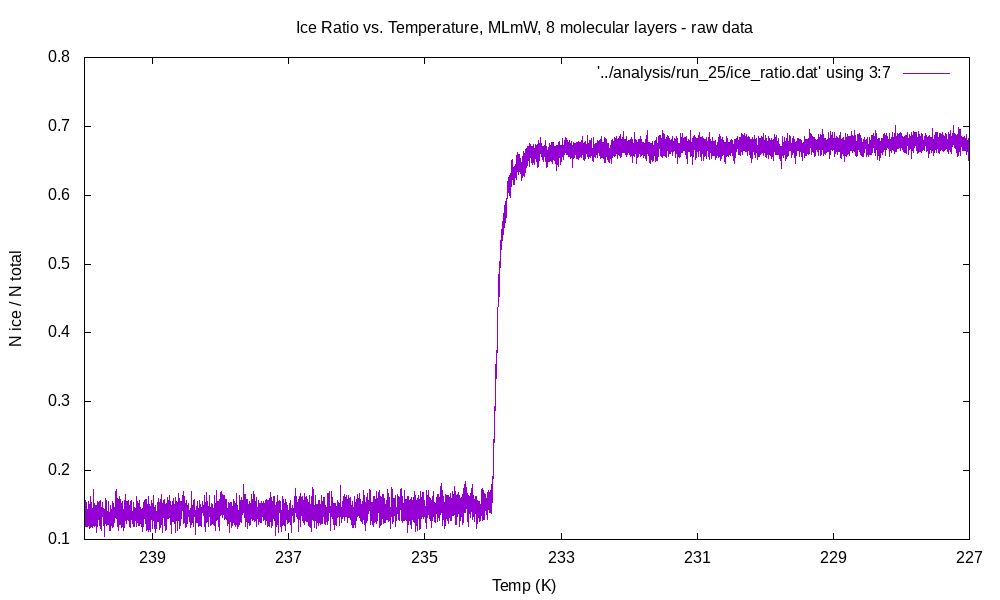 Ice Ratio vs. Temperature, MLmW, 8 molecular layers - raw data
'../analysis/run_25/ice_ratio.dat' using 3:7
0.8
0.7
0.6
0.5
0.4
0.3
0.2
0.1
N ice / N total
239 237 235 233 231 229 227
Temp (K)